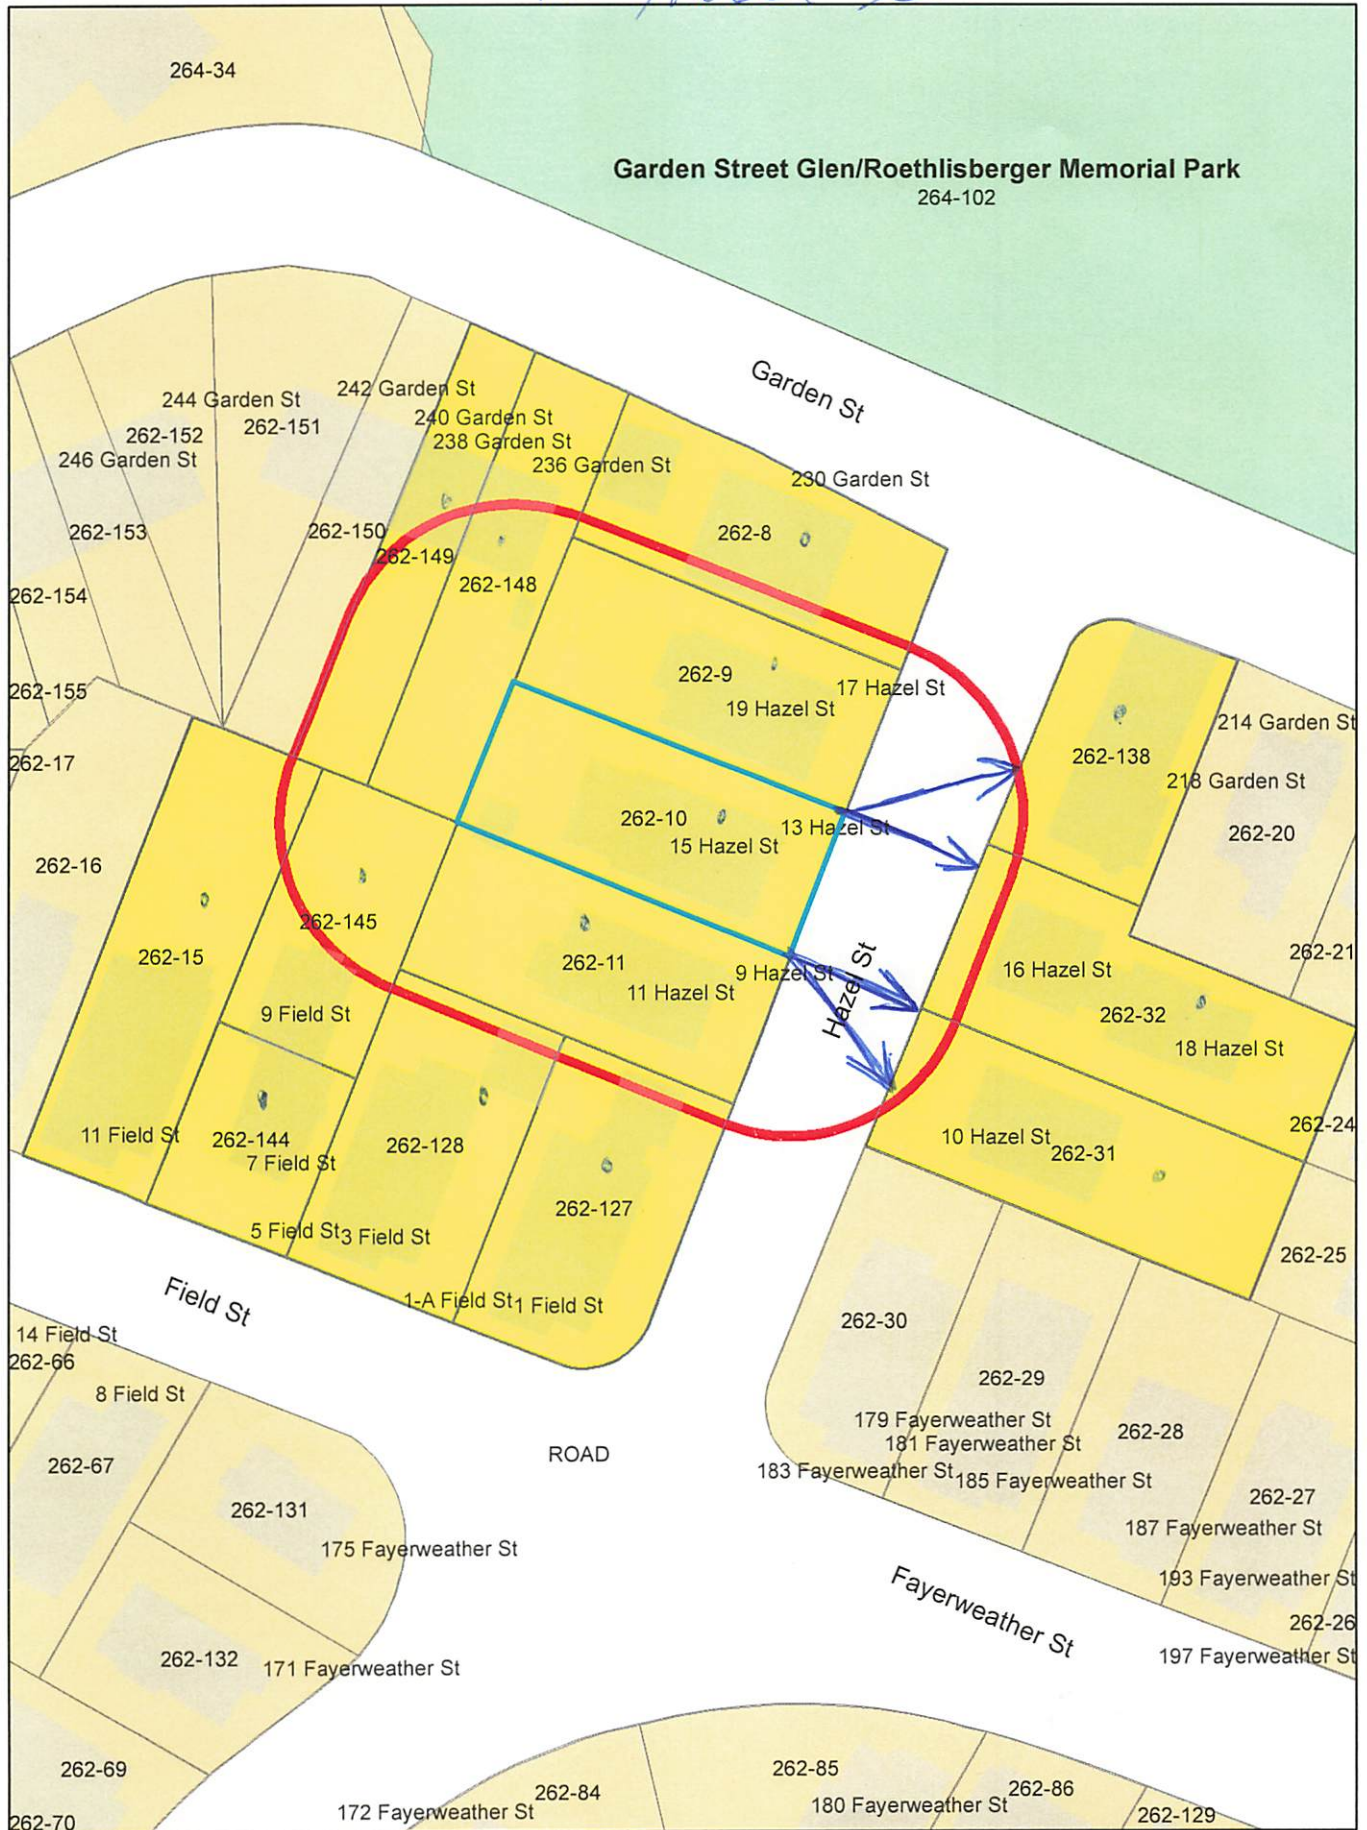 264-34
Garden Street Glen/Roethlisberger Memorial Park
264-102
Garden St
244 Garden St
242 Garden St
262-152
262-151
240 Garden St
246 Garden St
238 Garden St
236 Garden St
230 Garden St
262-153
262-150
262-149
262-8
262-154
262-148
262-155
262-9
17 Hazel St
19 Hazel St
214 Garden St
262-17
262-138
218 Garden St
262-10
13 Hazel St
262-20
15 Hazel St
262-16
262-145
262-15
262-11
9 Hazel St
Hazel St
16 Hazel St
262-21
11 Hazel St
9 Field St
262-32
18 Hazel St
11 Field St
262-144
262-128
10 Hazel St
262-24
7 Field St
262-31
262-127
5 Field St
3 Field St
262-25
Field St
1-A Field St
1 Field St
14 Field St
262-30
262-66
8 Field St
262-29
179 Fayerweather St
262-28
181 Fayerweather St
ROAD
262-67
183 Fayerweather St
185 Fayerweather St
262-27
262-131
187 Fayerweather St
175 Fayerweather St
193 Fayerweather St
Fayerweather St
262-26
262-132
171 Fayerweather St
197 Fayerweather St
262-69
262-85
262-84
262-86
172 Fayerweather St
180 Fayerweather St
262-129
262-70